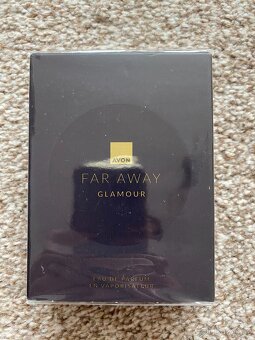 AVON
FAR AWAY
GLAMOUR
EAU DE PARFUM
EN VAPORISATEUR